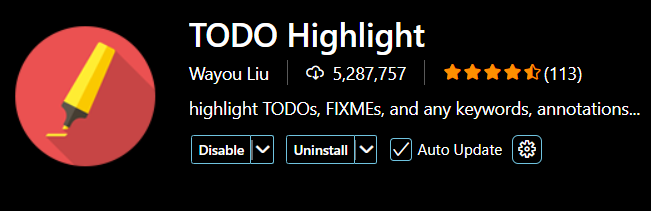 TODO Highlight
Wayou Liu 5,287,757 (113)
highlight TODOs, FIXMEs, and any keywords, annotations...
Disable Uninstall Auto Update